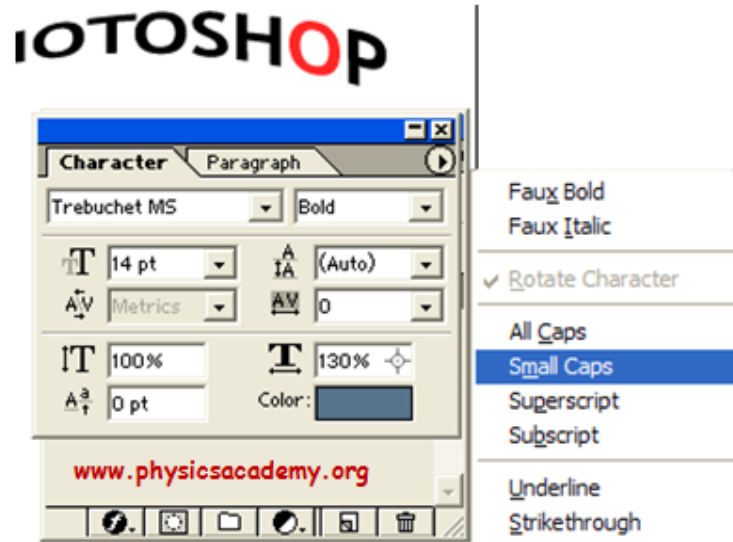 HOTOSHOP
Character Paragraph
Trebuchet MS Bold
14 pt (Auto)
Metrics 0
100% 130%
0 pt Color:
www.physicsacademy.org
Faux Bold
Faux Italic
Rotate Character
All Caps
Small Caps
Superscript
Subscript
Underline
Strikethrough